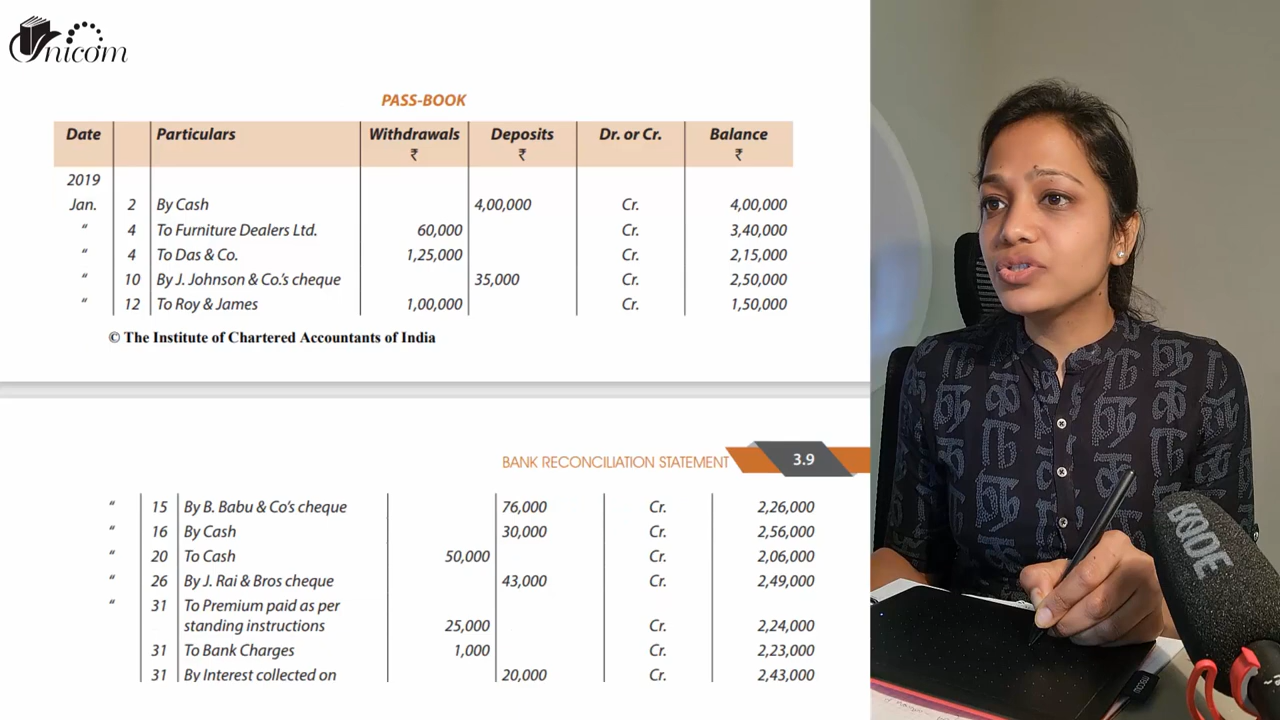 Unicom
PASS-BOOK
Date Particulars Withdrawals Deposits Dr. or Cr. Balance
₹ ₹ ₹
2019
Jan. 2 By Cash 4,00,000 Cr. 4,00,000
“ 4 To Furniture Dealers Ltd. 60,000 Cr. 3,40,000
“ 4 To Das & Co. 1,25,000 Cr. 2,15,000
“ 10 By J. Johnson & Co.'s cheque 35,000 Cr. 2,50,000
“ 12 To Roy & James 1,00,000 Cr. 1,50,000
© The Institute of Chartered Accountants of India
BANK RECONCILIATION STATEMENT 3.9
“ 15 By B. Babu & Co's cheque 76,000 Cr. 2,26,000
“ 16 By Cash 30,000 Cr. 2,56,000
“ 20 To Cash 50,000 Cr. 2,06,000
“ 26 By J. Rai & Bros cheque 43,000 Cr. 2,49,000
“ 31 To Premium paid as per
standing instructions 25,000 Cr. 2,24,000
31 To Bank Charges 1,000 Cr. 2,23,000
31 By Interest collected on 20,000 Cr. 2,43,000
RODE